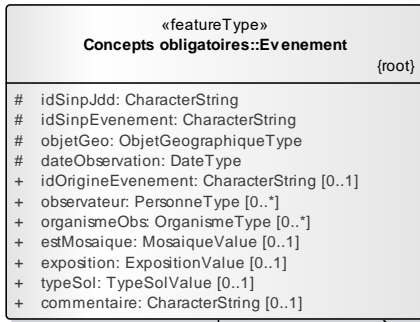 «featureType»
Concepts obligatoires::Evenement
{root}
# idSinpJdd: CharacterString
# idSinpEvenement: CharacterString
# objetGeo: ObjetGeographiqueType
# dateObservation: DateType
+ idOrigineEvenement: CharacterString [0..1]
+ observateur: PersonneType [0..*]
+ organismeObs: OrganismeType [0..*]
+ estMosaique: MosaiqueValue [0..1]
+ exposition: ExpositionValue [0..1]
+ typeSol: TypeSolValue [0..1]
+ commentaire: CharacterString [0..1]